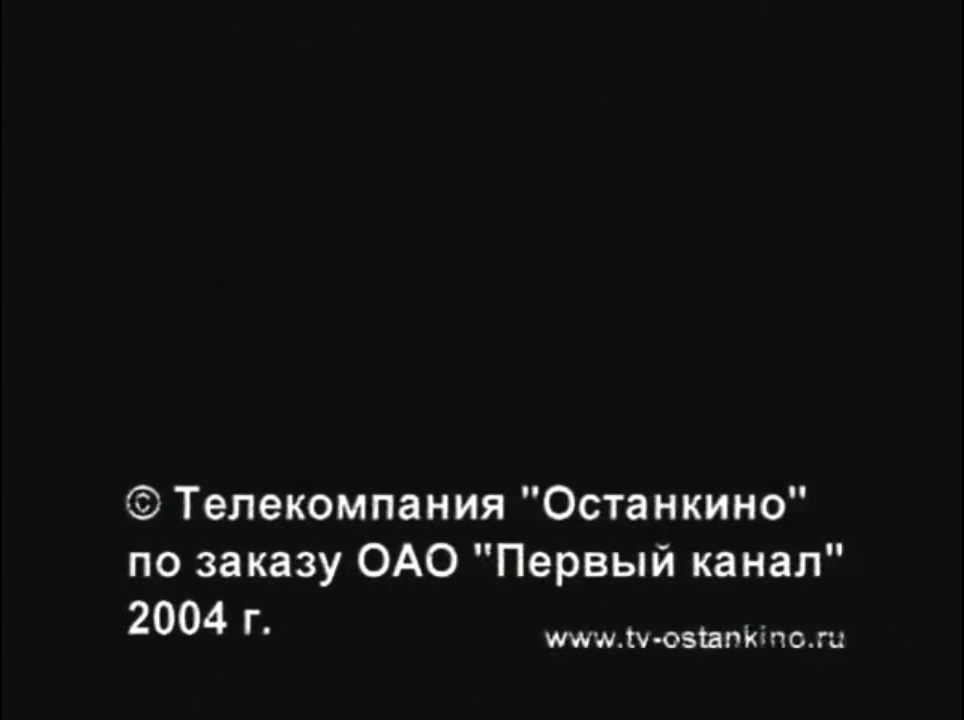 © Телекомпания "Останкино"
по заказу ОАО "Первый канал"
2004 г.
www.tv-ostankino.ru